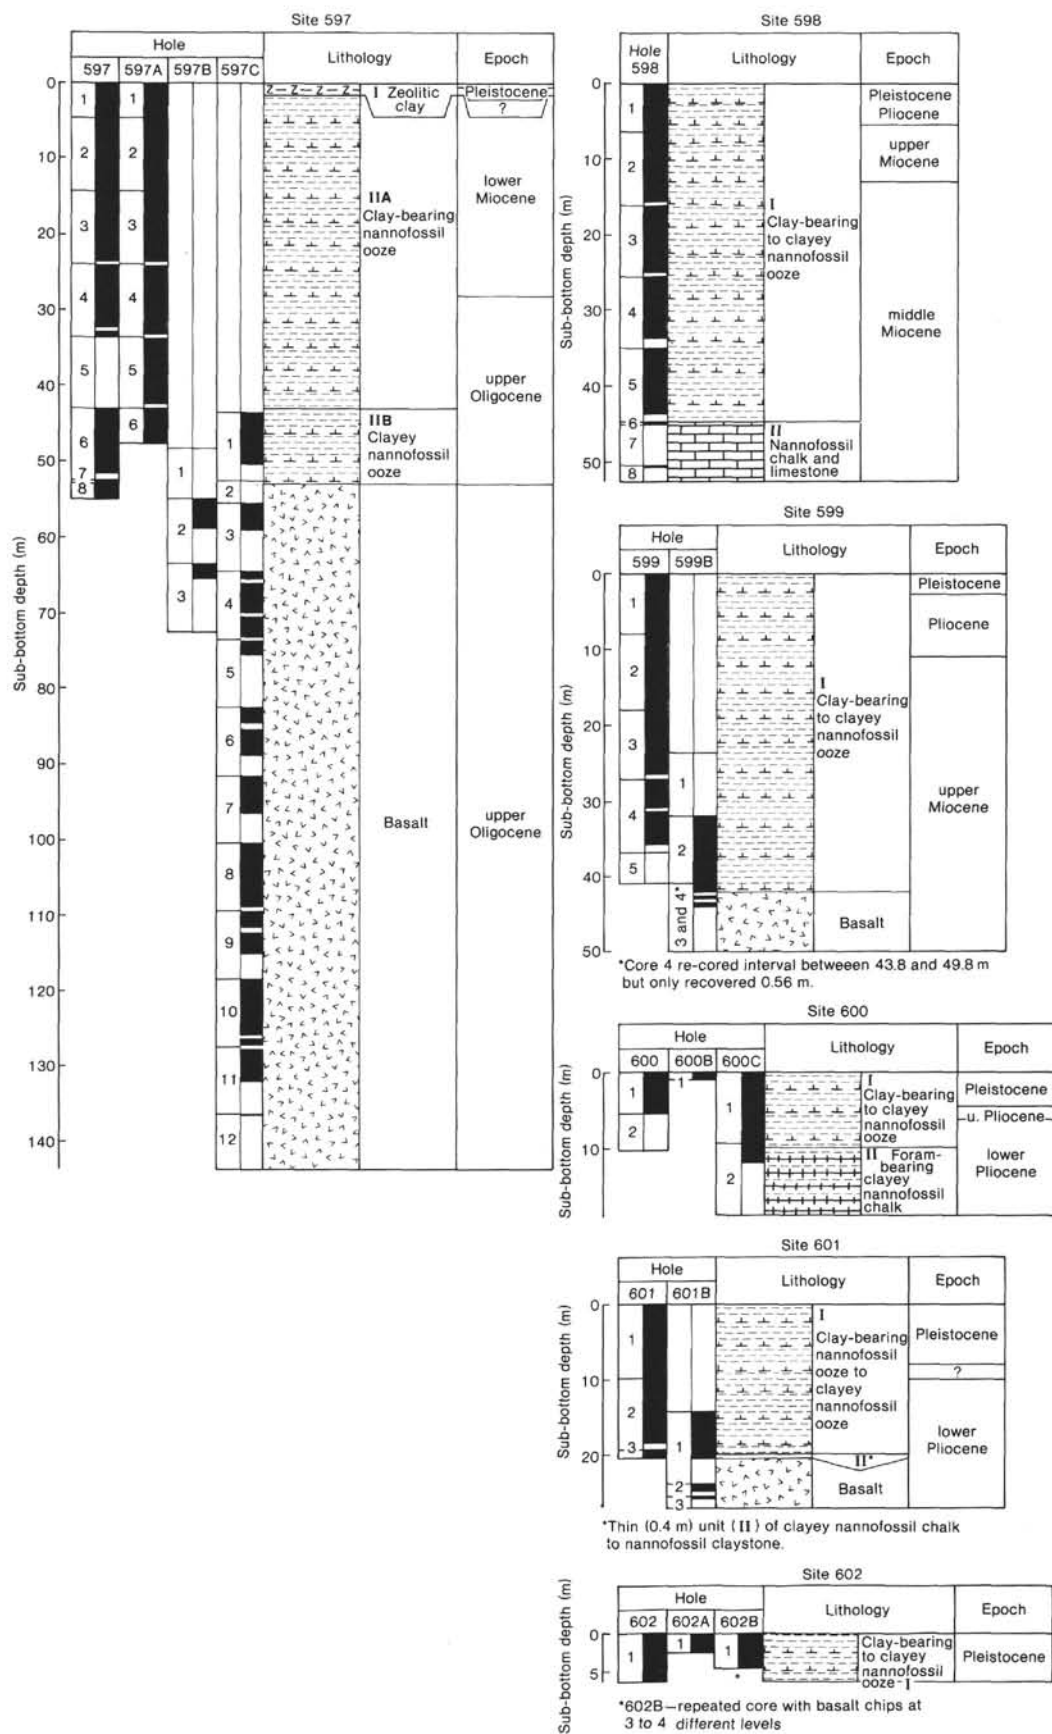 Site 597
Hole
Lithology
Epoch
597 597A 597B 597C
Sub-bottom depth (m)
0
10
20
30
40
50
60
70
80
90
100
110
120
130
140
1
2
3
4
5
6
7
8
1
2
3
4
5
6
1
2
3
1
2
3
4
5
6
7
8
9
10
11
12
Z Z Z Z
I Zeolitic
clay
IIA
Clay-bearing
nannofossil
ooze
IIB
Clayey
nannofossil
ooze
Basalt
Pleistocene
?
lower
Miocene
upper
Oligocene
upper
Oligocene
Site 598
Hole
598
Lithology
Epoch
Sub-bottom depth (m)
0
10
20
30
40
50
1
2
3
4
5
6
7
8
I
Clay-bearing
to clayey
nannofossil
ooze
II
Nannofossil
chalk and
limestone
Pleistocene
Pliocene
upper
Miocene
middle
Miocene
Site 599
Hole
Lithology
Epoch
599 599B
Sub-bottom depth (m)
0
10
20
30
40
50
1
2
3
4
5
1
2
3 and 4*
I
Clay-bearing
to clayey
nannofossil
ooze
Basalt
Pleistocene
Pliocene
upper
Miocene
*Core 4 re-cored interval betweeen 43.8 and 49.8 m
but only recovered 0.56 m.
Site 600
Hole
Lithology
Epoch
600 600B 600C
Sub-bottom depth (m)
0
10
1
2
1
1
2
I
Clay-bearing
to clayey
nannofossil
ooze
II Foram-
bearing
clayey
nannofossil
chalk
Pleistocene
u. Pliocene
lower
Pliocene
Site 601
Hole
Lithology
Epoch
601 601B
Sub-bottom depth (m)
0
10
20
1
2
3
1
2
3
I
Clay-bearing
nannofossil
ooze to
clayey
nannofossil
ooze
II*
Basalt
Pleistocene
?
lower
Pliocene
*Thin (0.4 m) unit (II) of clayey nannofossil chalk
to nannofossil claystone.
Site 602
Hole
Lithology
Epoch
602 602A 602B
Sub-bottom depth (m)
0
5
1
1
1
*
Clay-bearing
to clayey
nannofossil
ooze I
Pleistocene
*602B—repeated core with basalt chips at
3 to 4 different levels